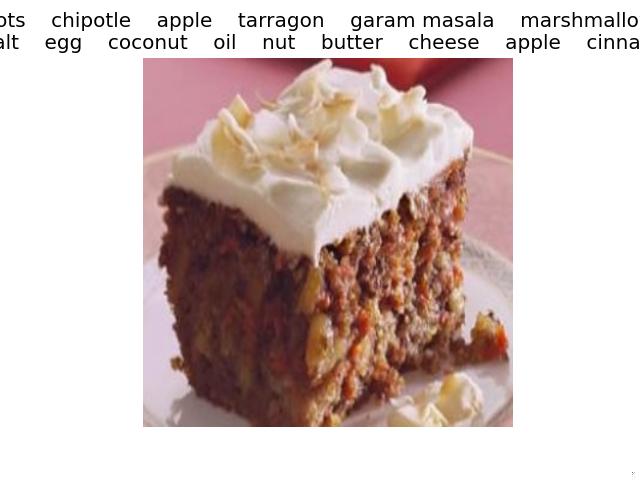 ots chipotle apple tarragon garam masala marshmallo
alt egg coconut oil nut butter cheese apple cinna